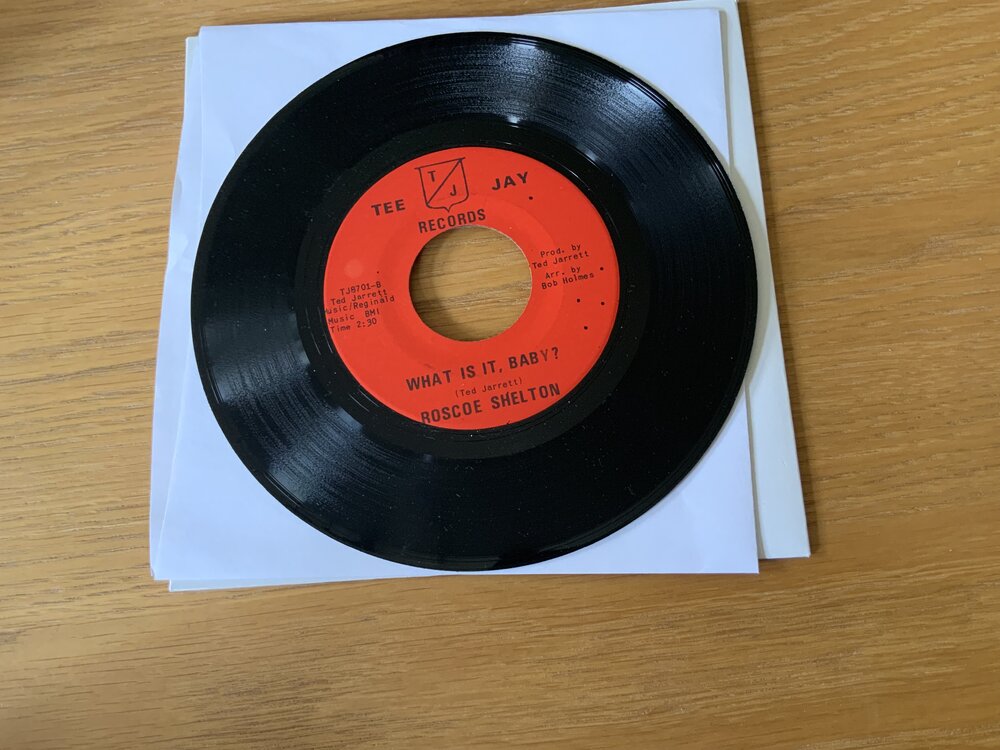 T
J
TEE JAY
RECORDS
Prod. by
Ted Jarrett
Arr. by
Bob Holmes
TJ8701-B
Ted Jarrett
usic/Reginald
Music BMI
Time 2:30
WHAT IS IT, BABY?
(Ted Jarrett)
ROSCOE SHELTON